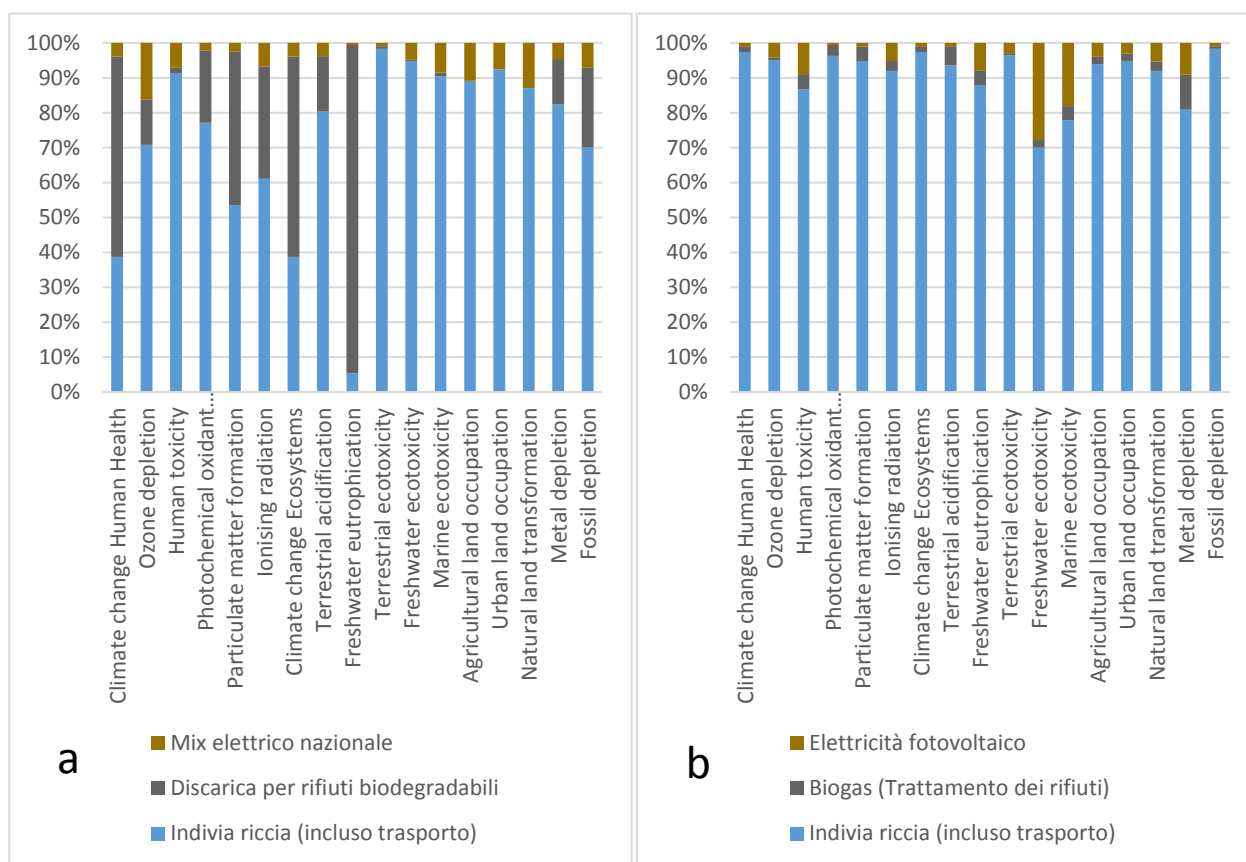 100%
90%
80%
70%
60%
50%
40%
30%
20%
10%
0%
Climate change Human Health
Ozone depletion
Human toxicity
Photochemical oxidant...
Particulate matter formation
Ionising radiation
Climate change Ecosystems
Terrestrial acidification
Freshwater eutrophication
Terrestrial ecotoxicity
Freshwater ecotoxicity
Marine ecotoxicity
Agricultural land occupation
Urban land occupation
Natural land transformation
Metal depletion
Fossil depletion
a
Mix elettrico nazionale
Discarica per rifiuti biodegradabili
Indivia riccia (incluso trasporto)
100%
90%
80%
70%
60%
50%
40%
30%
20%
10%
0%
Climate change Human Health
Ozone depletion
Human toxicity
Photochemical oxidant...
Particulate matter formation
Ionising radiation
Climate change Ecosystems
Terrestrial acidification
Freshwater eutrophication
Terrestrial ecotoxicity
Freshwater ecotoxicity
Marine ecotoxicity
Agricultural land occupation
Urban land occupation
Natural land transformation
Metal depletion
Fossil depletion
b
Elettricità fotovoltaico
Biogas (Trattamento dei rifiuti)
Indivia riccia (incluso trasporto)